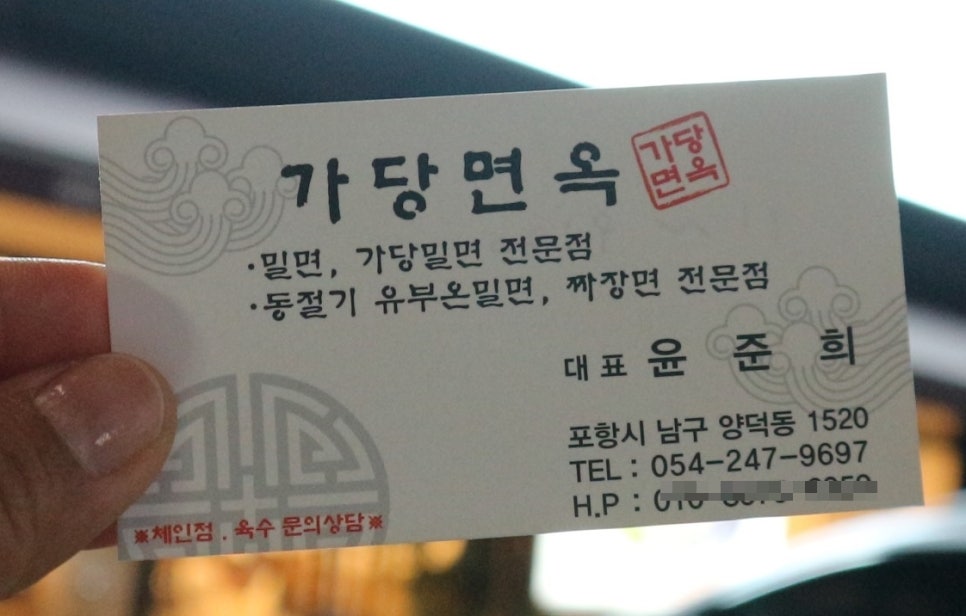 가당면옥
가당
면옥
·밀면, 가당밀면 전문점
·동절기 유부온밀면, 짜장면 전문점
대표 윤준희
포항시 남구 양덕동 1520
TEL : 054-247-9697
H.P :
※체인점 . 육수 문의상담※